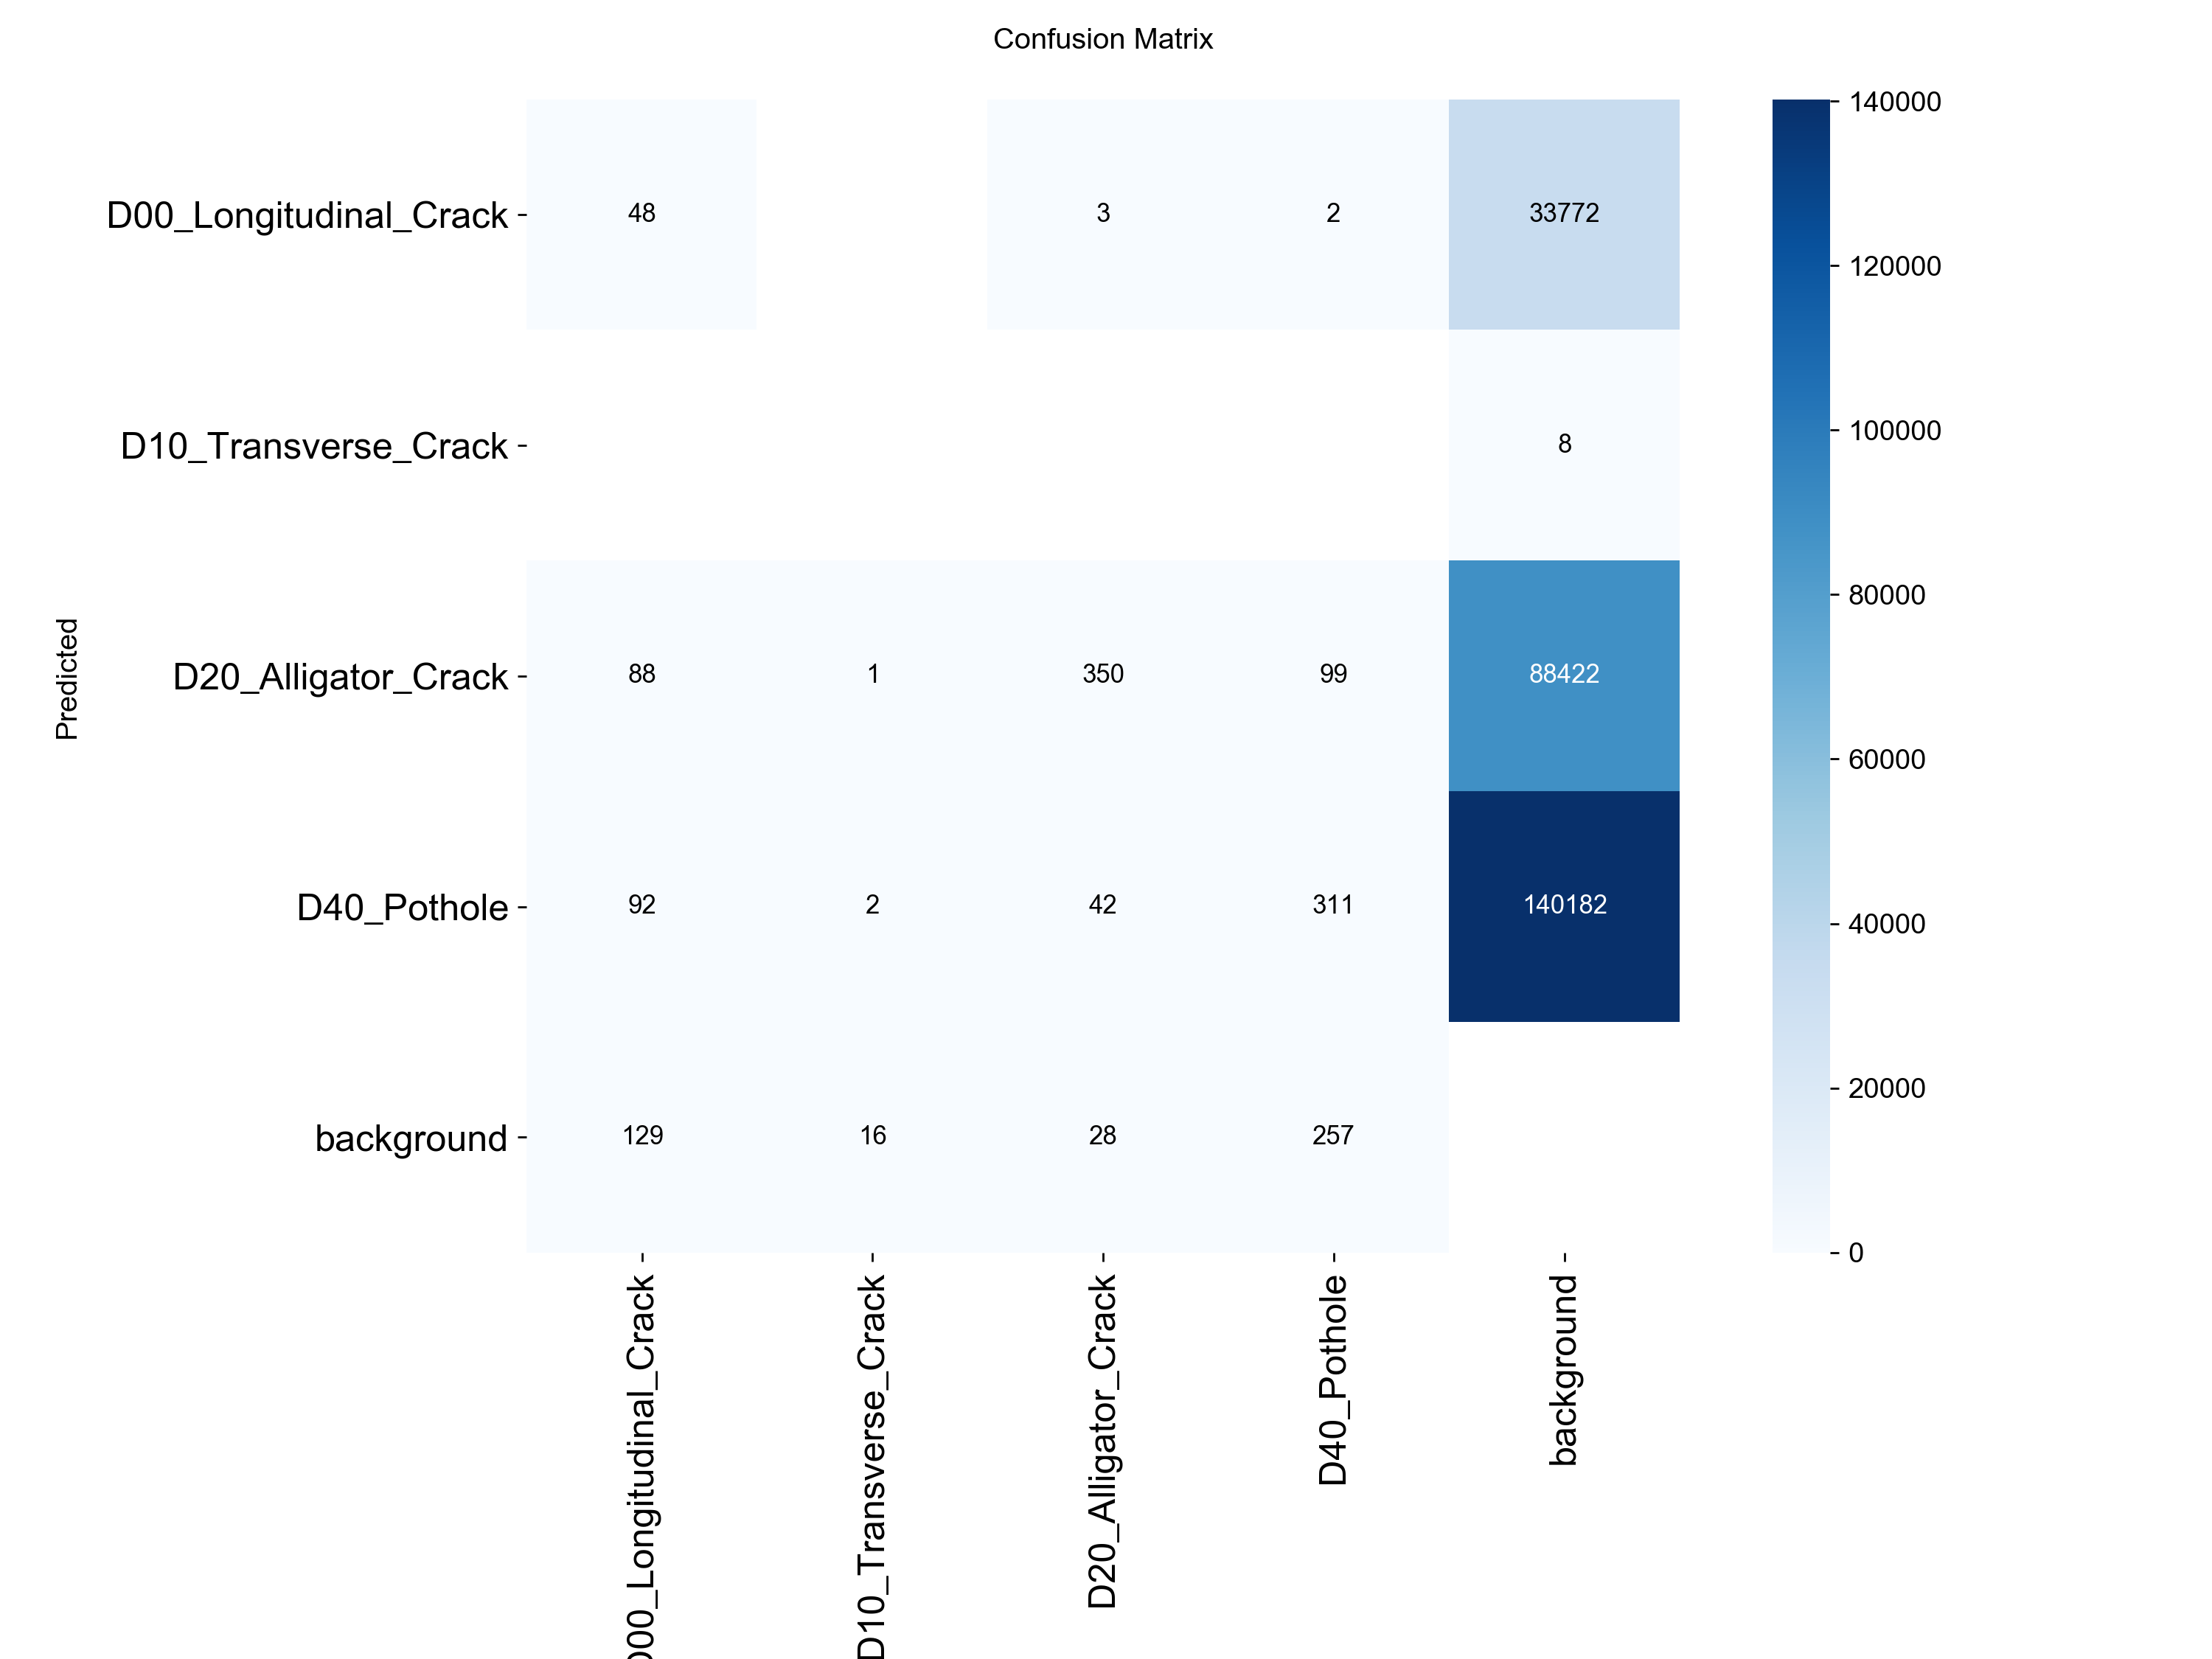 Confusion Matrix
Predicted
D00_Longitudinal_Crack
48
3
2
33772
D10_Transverse_Crack
8
D20_Alligator_Crack
88
1
350
99
88422
D40_Pothole
92
2
42
311
140182
background
129
16
28
257
D00_Longitudinal_Crack
D10_Transverse_Crack
D20_Alligator_Crack
D40_Pothole
background
140000
120000
100000
80000
60000
40000
20000
0